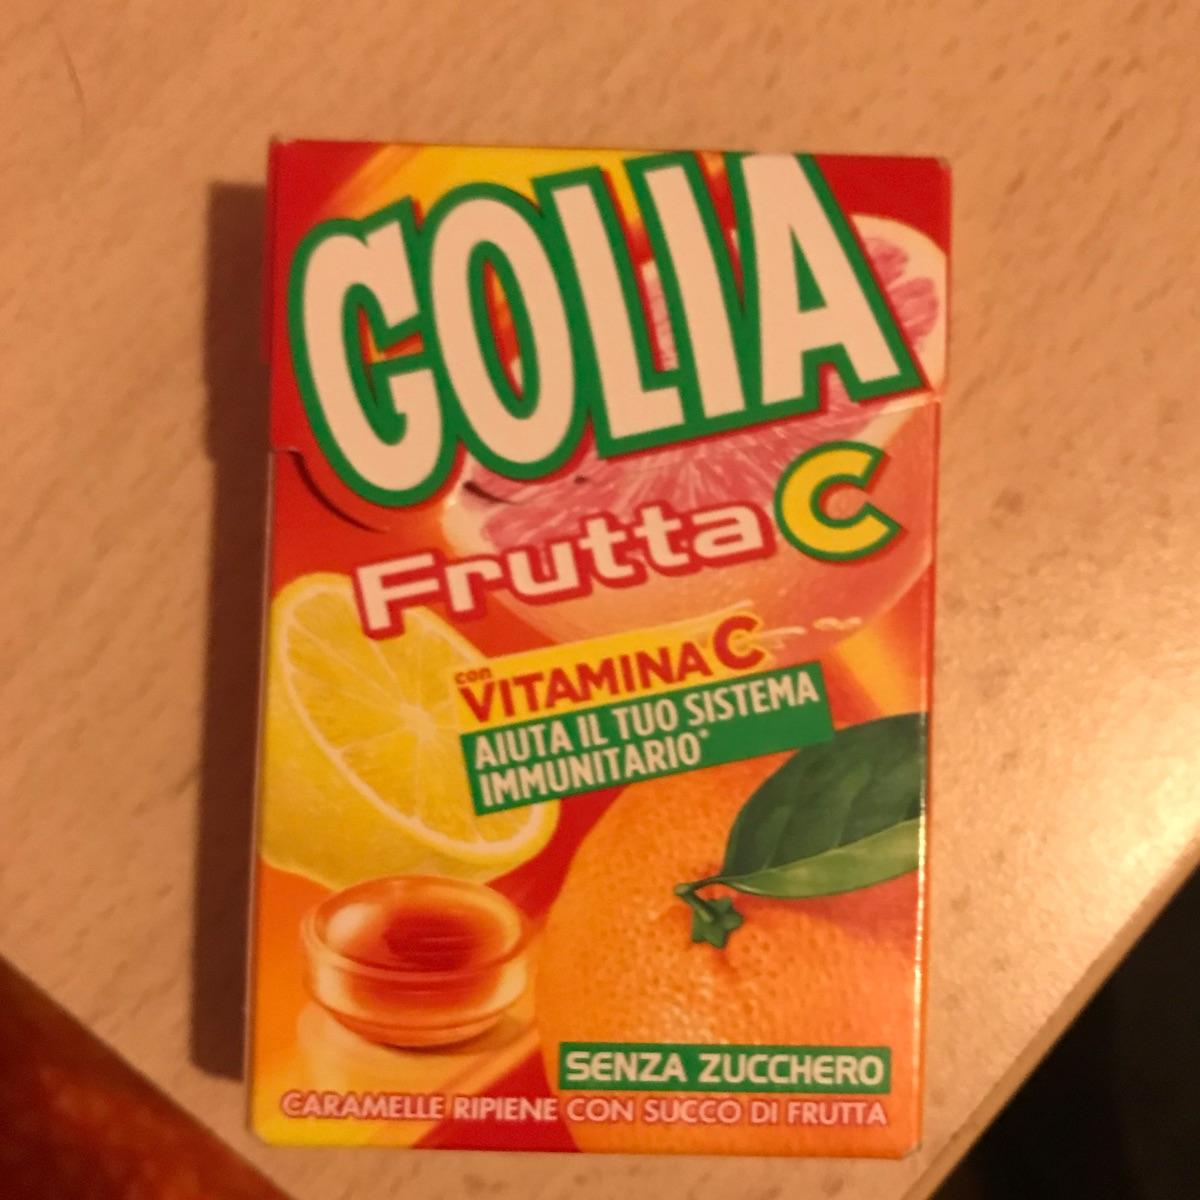 GOLIA
Frutta C
con
VITAMINA C
AIUTA IL TUO SISTEMA
IMMUNITARIO*
SENZA ZUCCHERO
CARAMELLE RIPIENE CON SUCCO DI FRUTTA